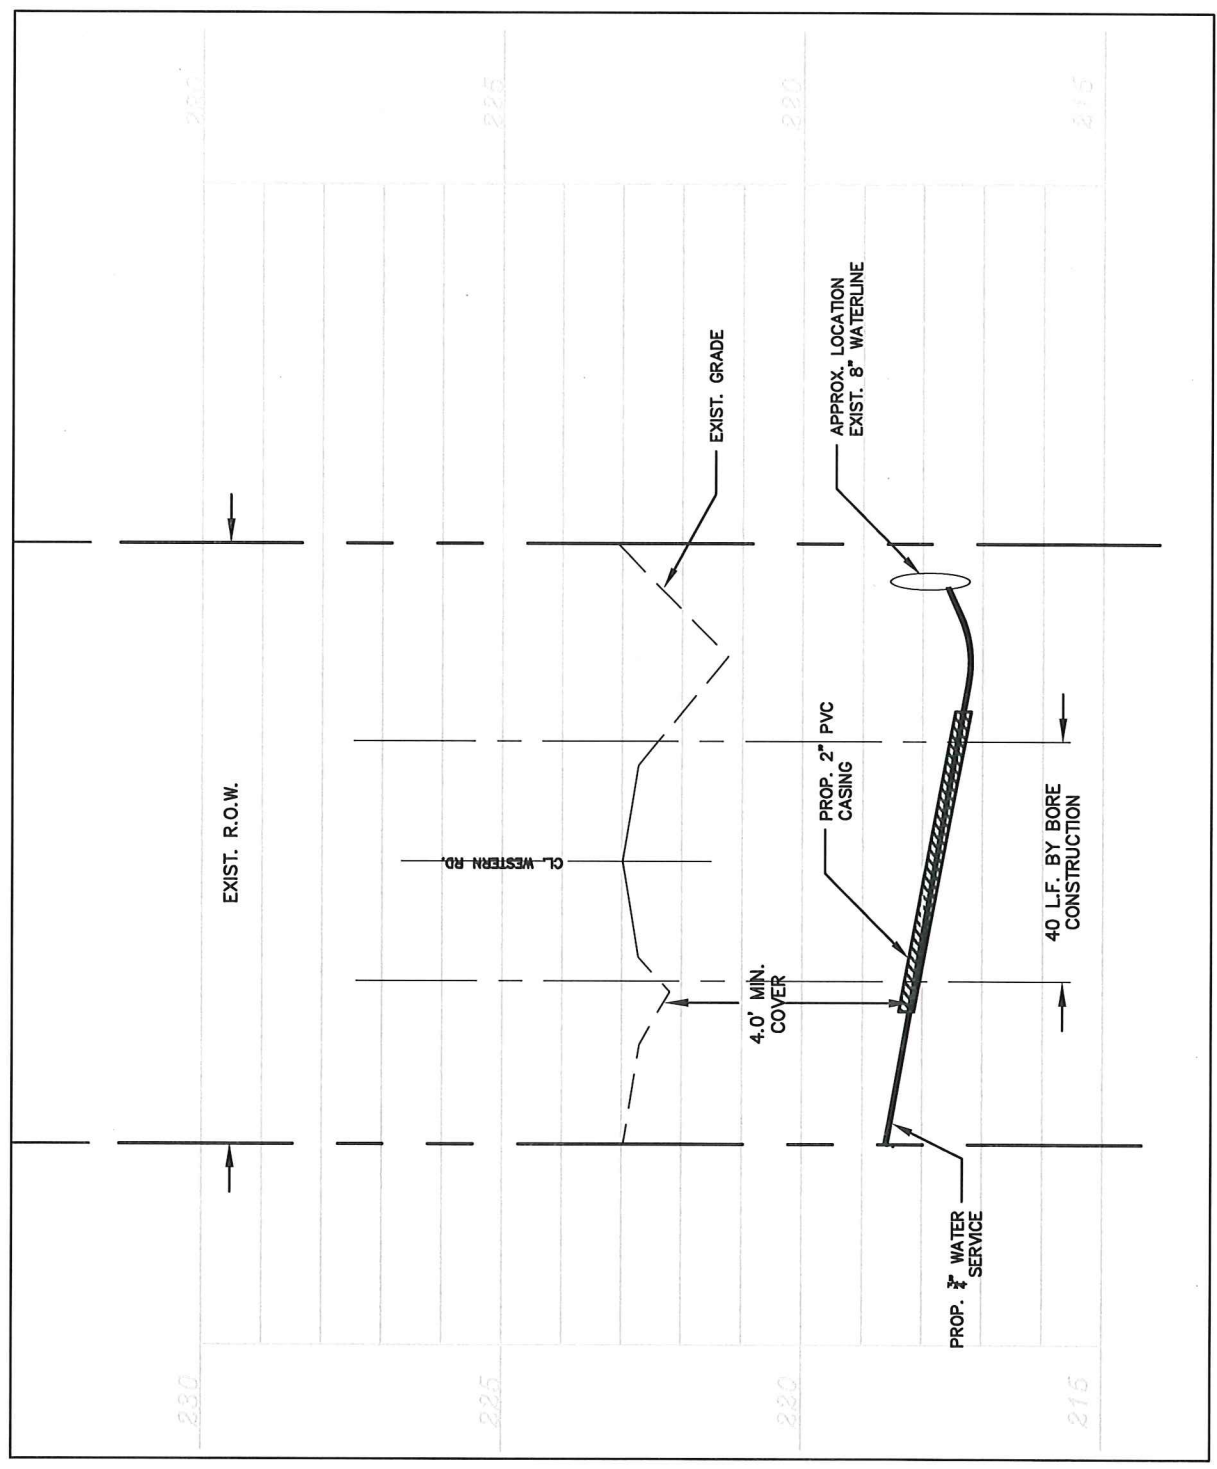 EXIST. R.O.W.
CL. WESTERN RD.
EXIST. GRADE
APPROX. LOCATION
EXIST. 8" WATERLINE
PROP. 2" PVC
CASING
4.0' MIN.
COVER
40 L.F. BY BORE
CONSTRUCTION
PROP. ¾" WATER
SERVICE
230
225
220
215
230
225
220
215